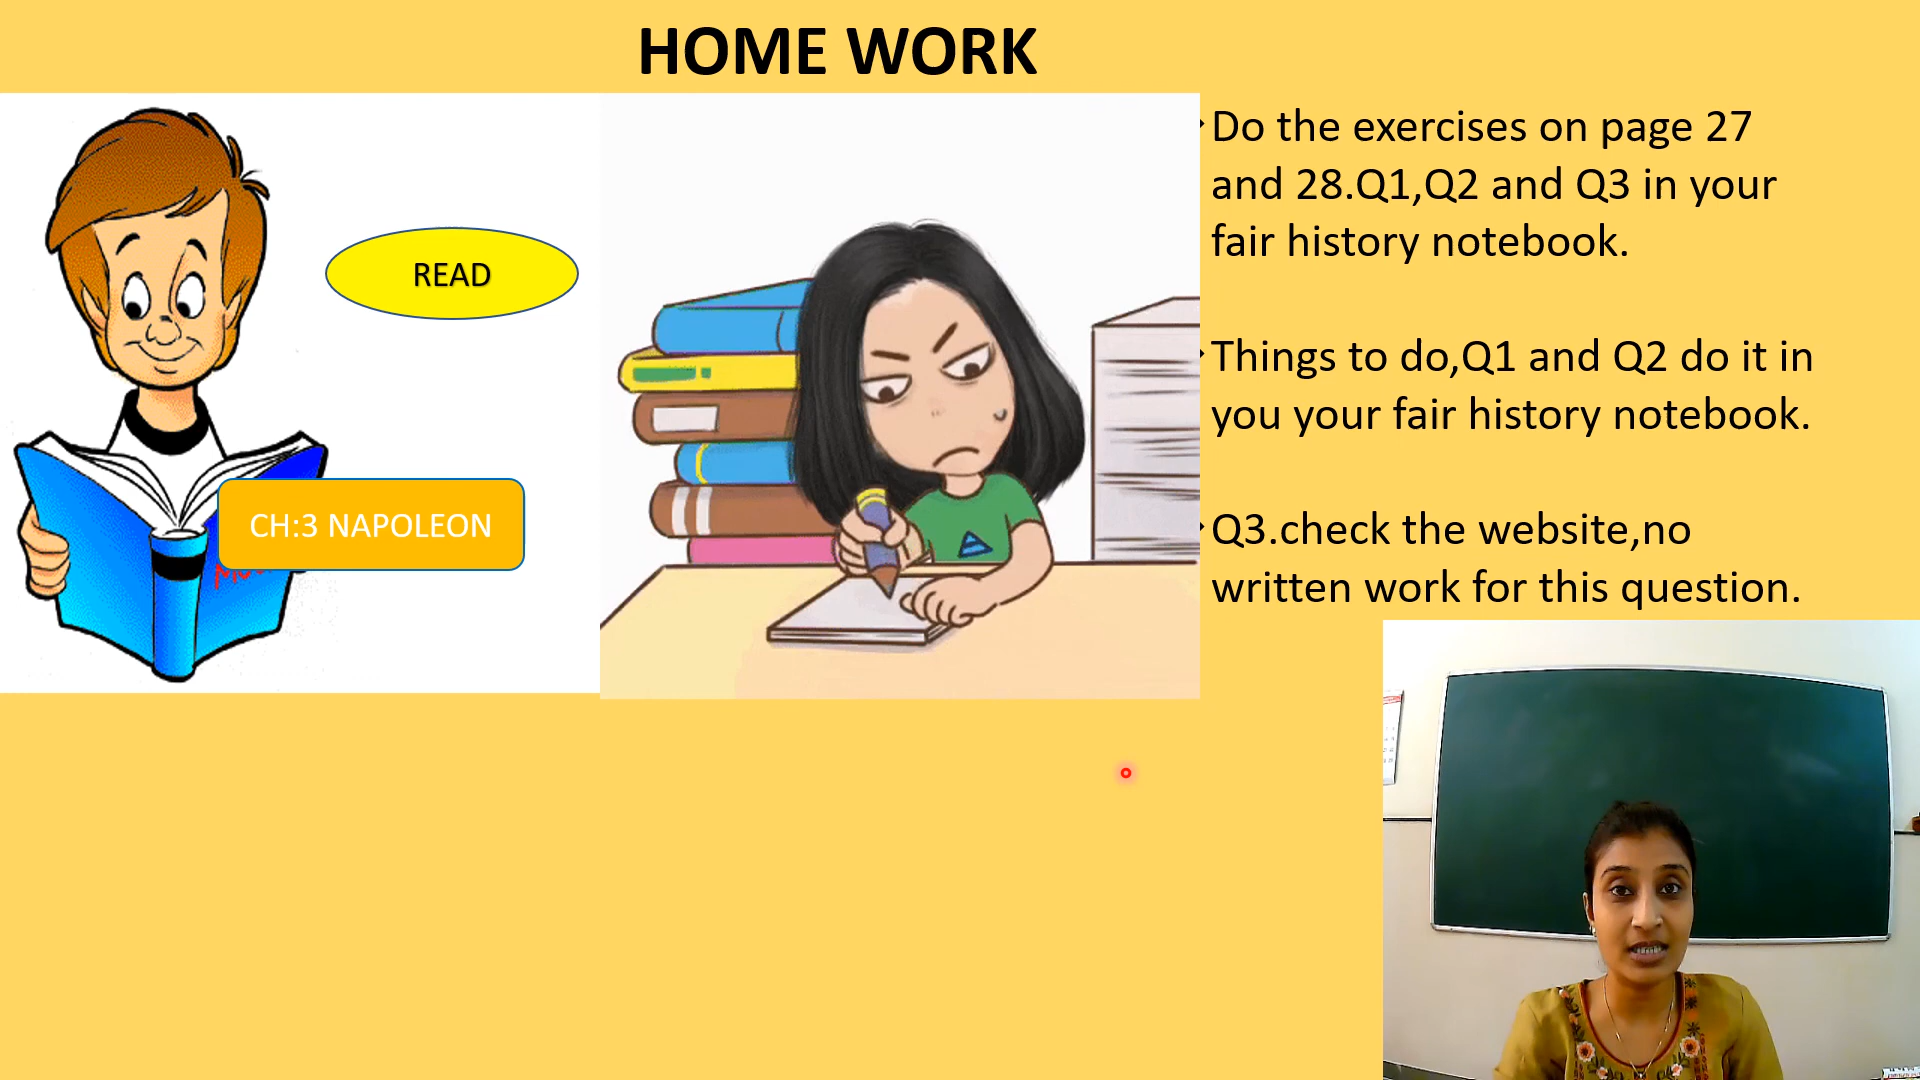 HOME WORK
READ
CH:3 NAPOLEON
Do the exercises on page 27
and 28.Q1,Q2 and Q3 in your
fair history notebook.
Things to do,Q1 and Q2 do it in
you your fair history notebook.
Q3.check the website,no
written work for this question.